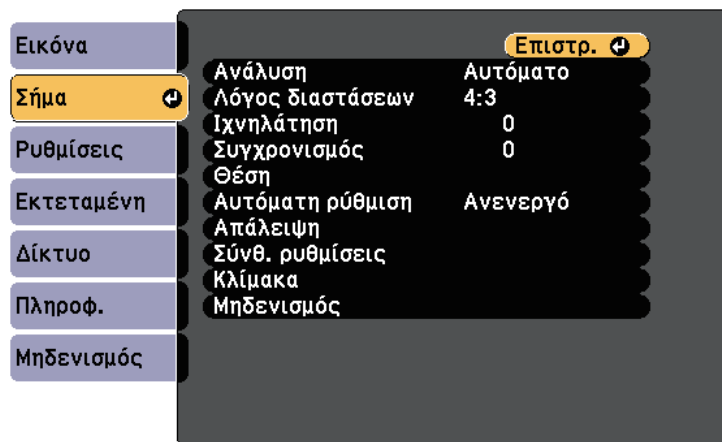 Εικόνα
Σήμα
Ρυθμίσεις
Εκτεταμένη
Δίκτυο
Πληροφ.
Μηδενισμός
Επιστρ.
Ανάλυση Αυτόματο
Λόγος διαστάσεων 4:3
Ιχνηλάτηση 0
Συγχρονισμός 0
Θέση
Αυτόματη ρύθμιση Ανενεργό
Απάλειψη
Σύνθ. ρυθμίσεις
Κλίμακα
Μηδενισμός